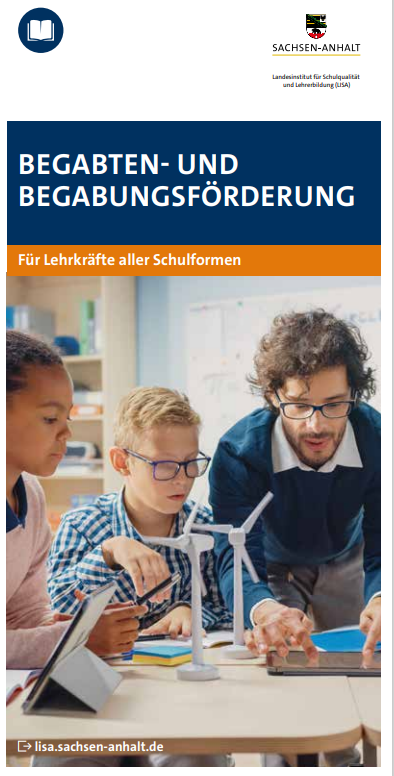 SACHSEN-ANHALT
Landesinstitut für Schulqualität
und Lehrerbildung (LISA)
BEGABTEN- UND
BEGABUNGSFÖRDERUNG
Für Lehrkräfte aller Schulformen
lisa.sachsen-anhalt.de